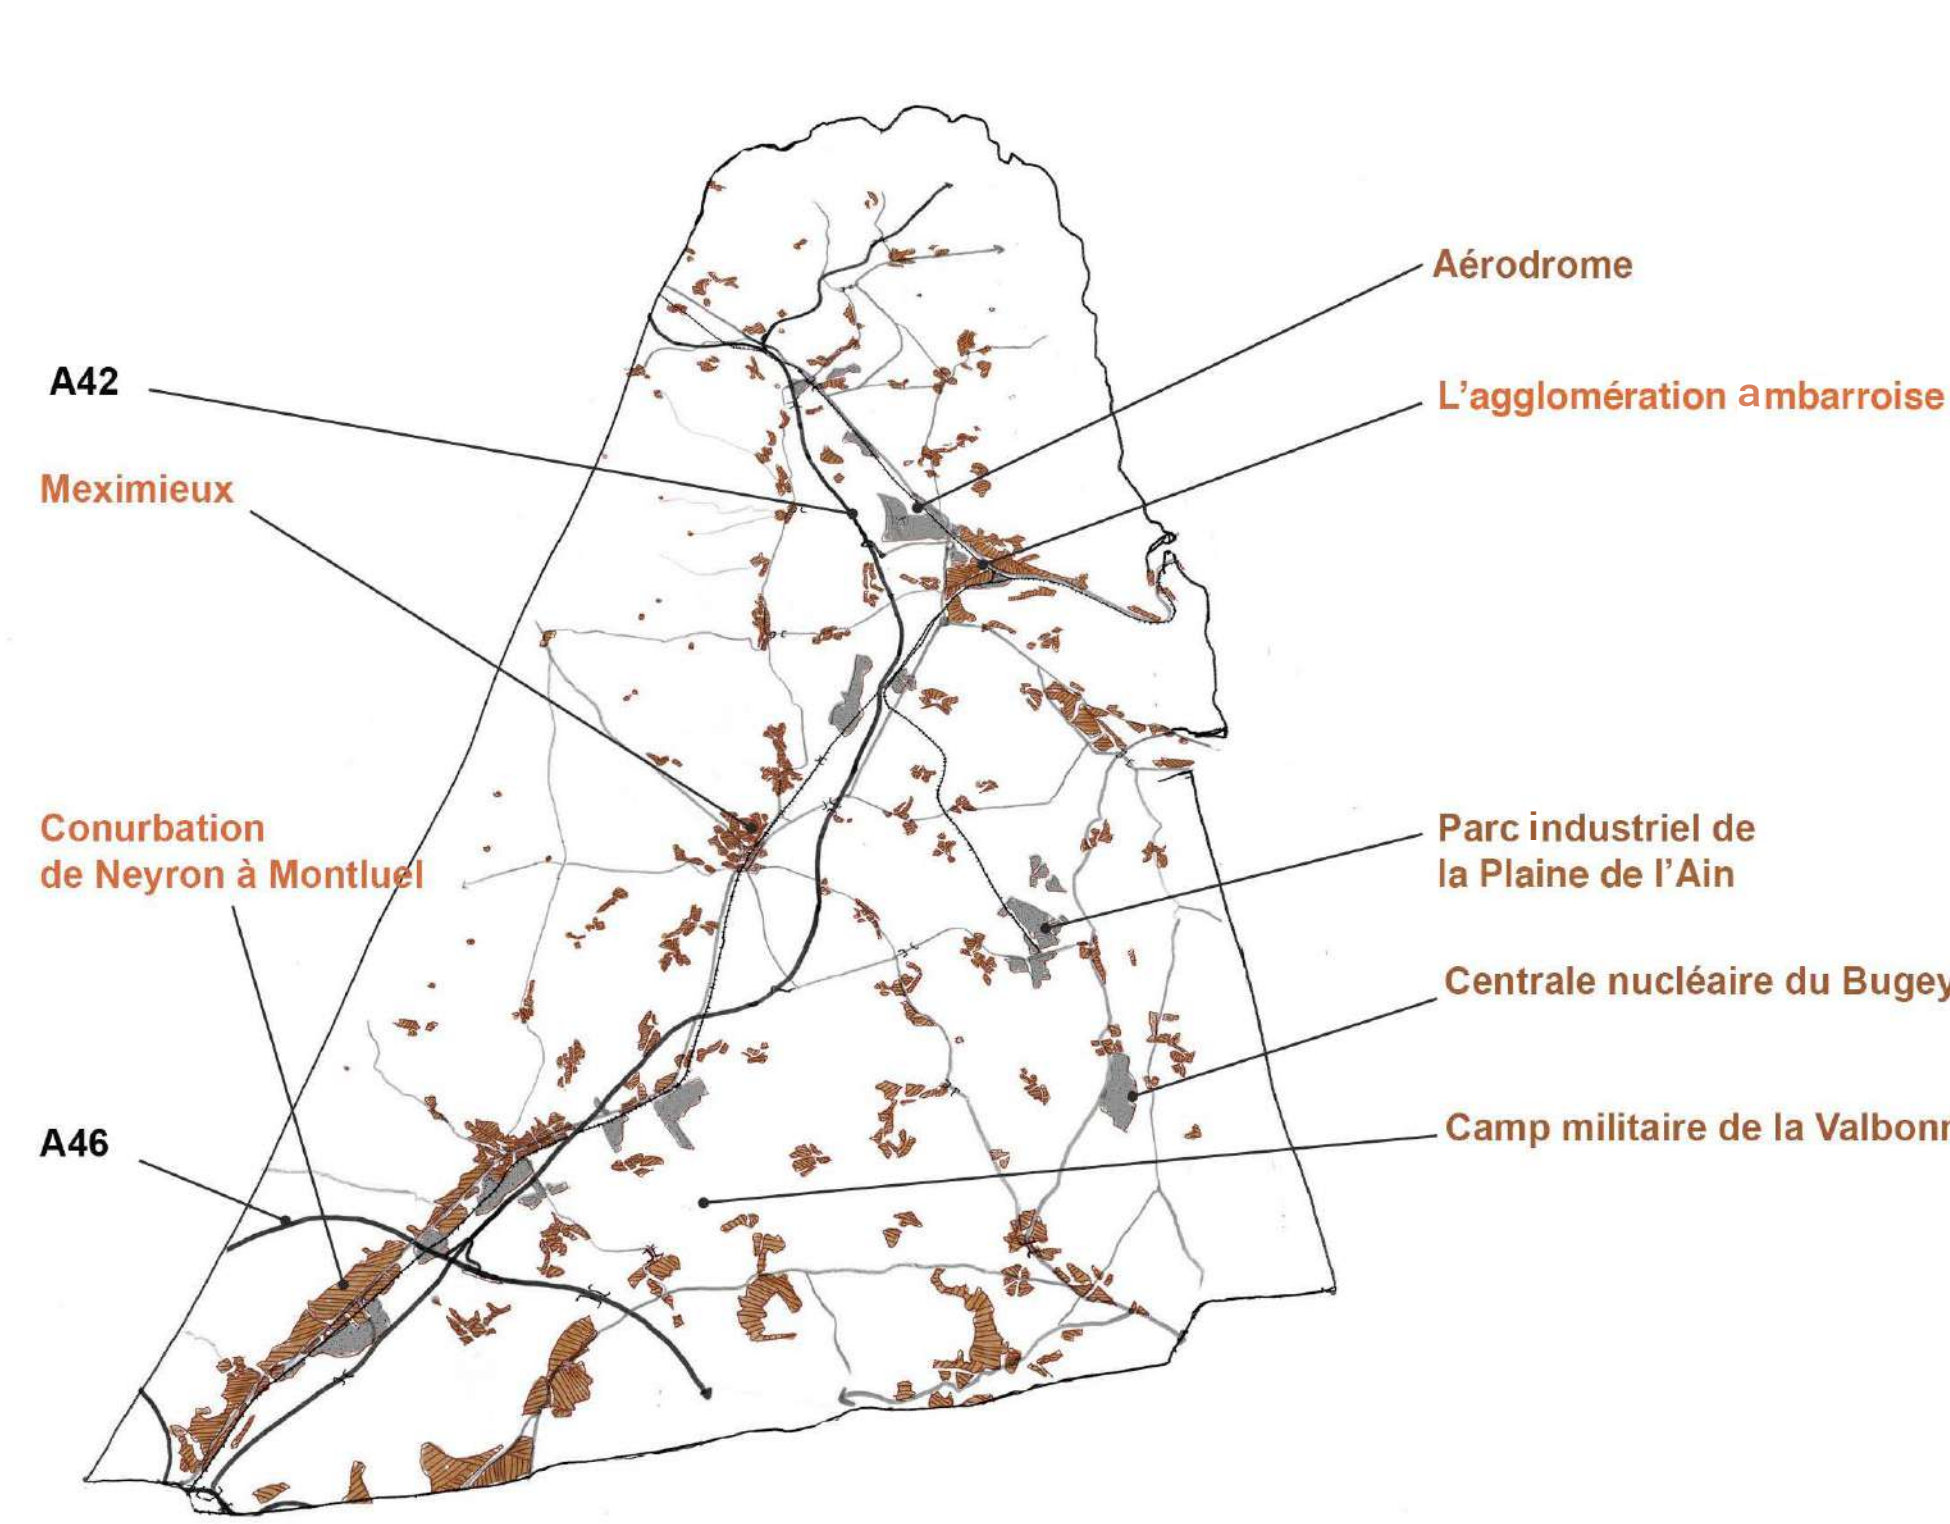 Aérodrome
A42
L'agglomération ambarroise
Meximieux
Conurbation
de Neyron à Montluel
Parc industriel de
la Plaine de l'Ain
Centrale nucléaire du Bugey
A46
Camp militaire de la